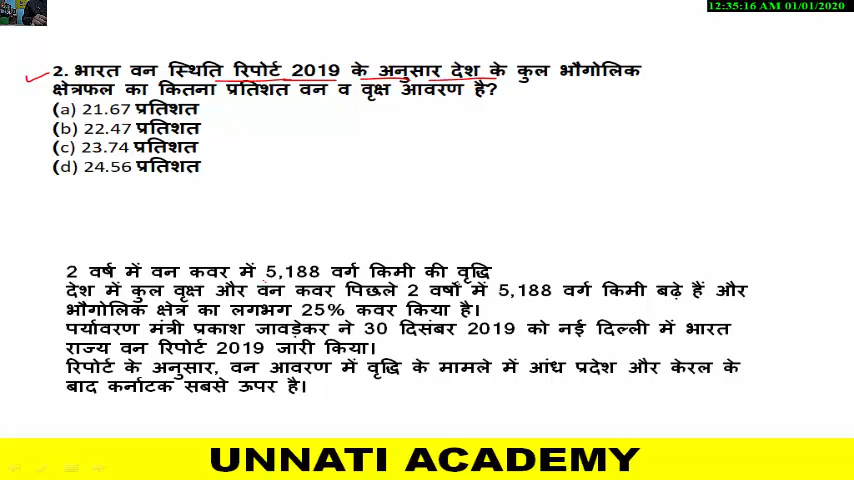 12:35:16 AM 01/01/2020
2. भारत वन स्थिति रिपोर्ट 2019 के अनुसार देश के कुल भौगोलिक
क्षेत्रफल का कितना प्रतिशत वन व वृक्ष आवरण है?
(a) 21.67 प्रतिशत
(b) 22.47 प्रतिशत
(c) 23.74 प्रतिशत
(d) 24.56 प्रतिशत
2 वर्ष में वन कवर में 5,188 वर्ग किमी की वृद्धि
देश में कुल वृक्ष और वन कवर पिछले 2 वर्षों में 5,188 वर्ग किमी बढ़े हैं और
भौगोलिक क्षेत्र का लगभग 25% कवर किया है।
पर्यावरण मंत्री प्रकाश जावड़ेकर ने 30 दिसंबर 2019 को नई दिल्ली में भारत
राज्य वन रिपोर्ट 2019 जारी किया।
रिपोर्ट के अनुसार, वन आवरण में वृद्धि के मामले में आंध प्रदेश और केरल के
बाद कर्नाटक सबसे ऊपर है।
UNNATI ACADEMY